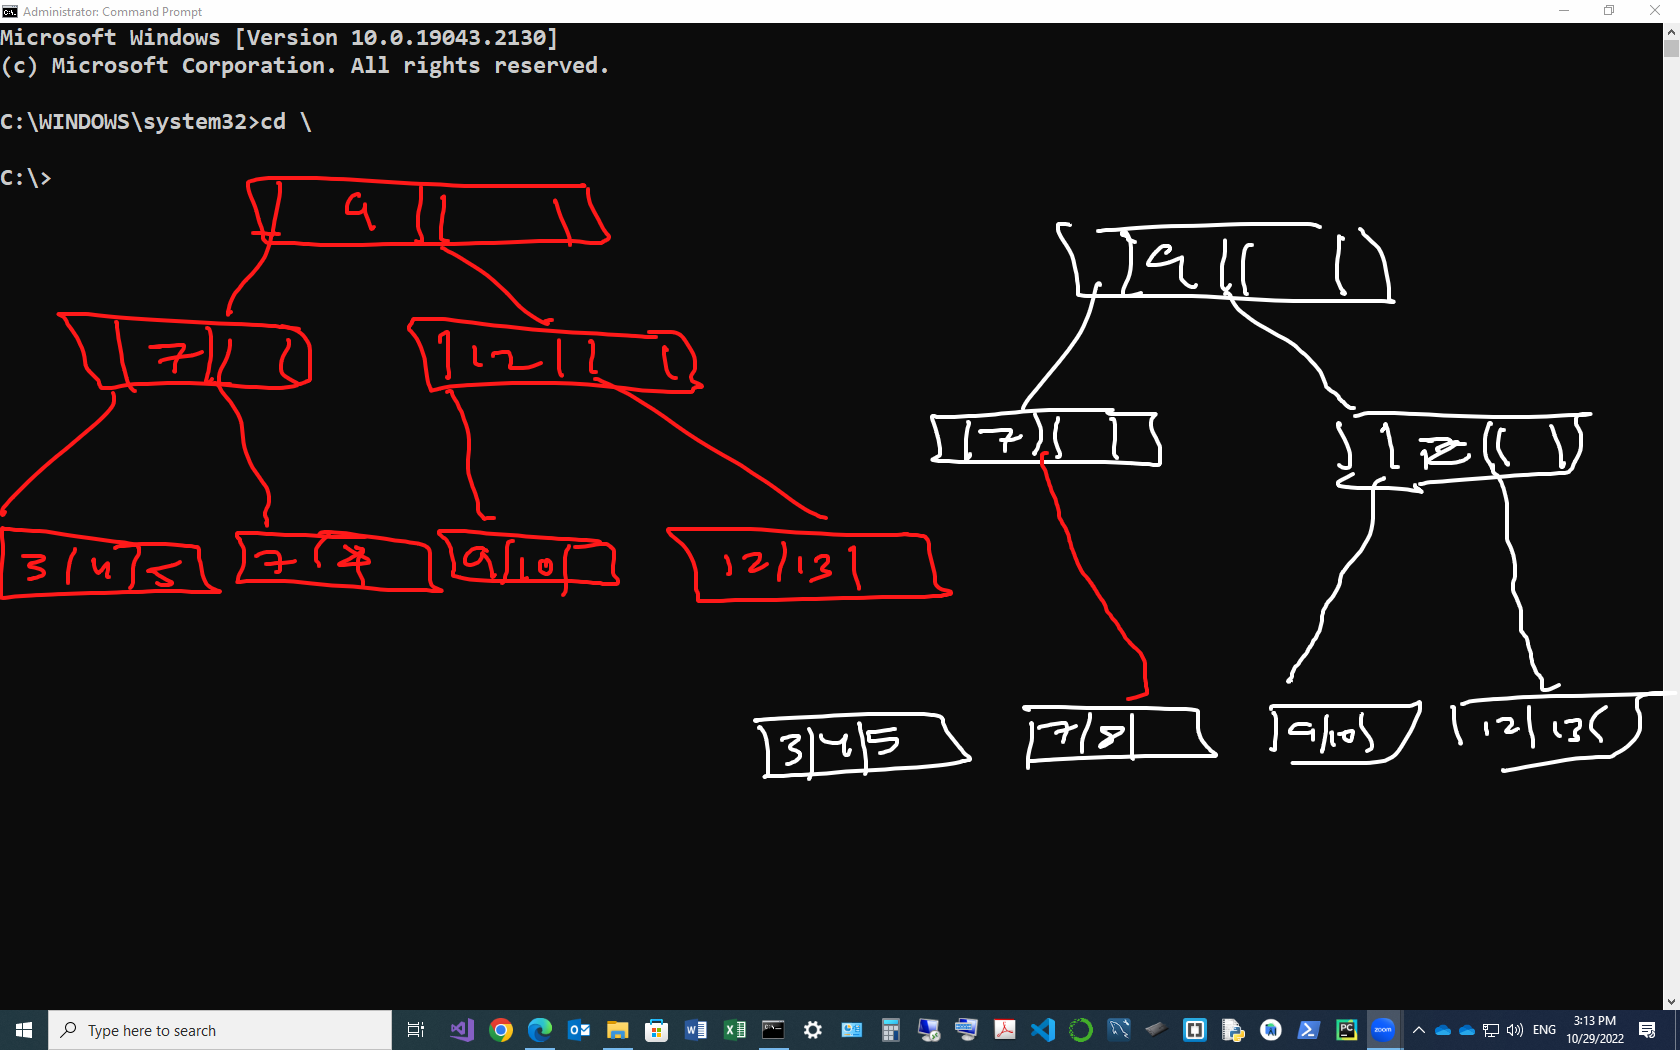 Administrator: Command Prompt
Microsoft Windows [Version 10.0.19043.2130]
(c) Microsoft Corporation. All rights reserved.
C:\WINDOWS\system32>cd \
C:\>
9
9
7
12
7
12
3 4 5
7 8
9 10
12 13
3 4 5
7 8
9 10
12 13
Type here to search
ENG
3:13 PM
10/29/2022
zoom